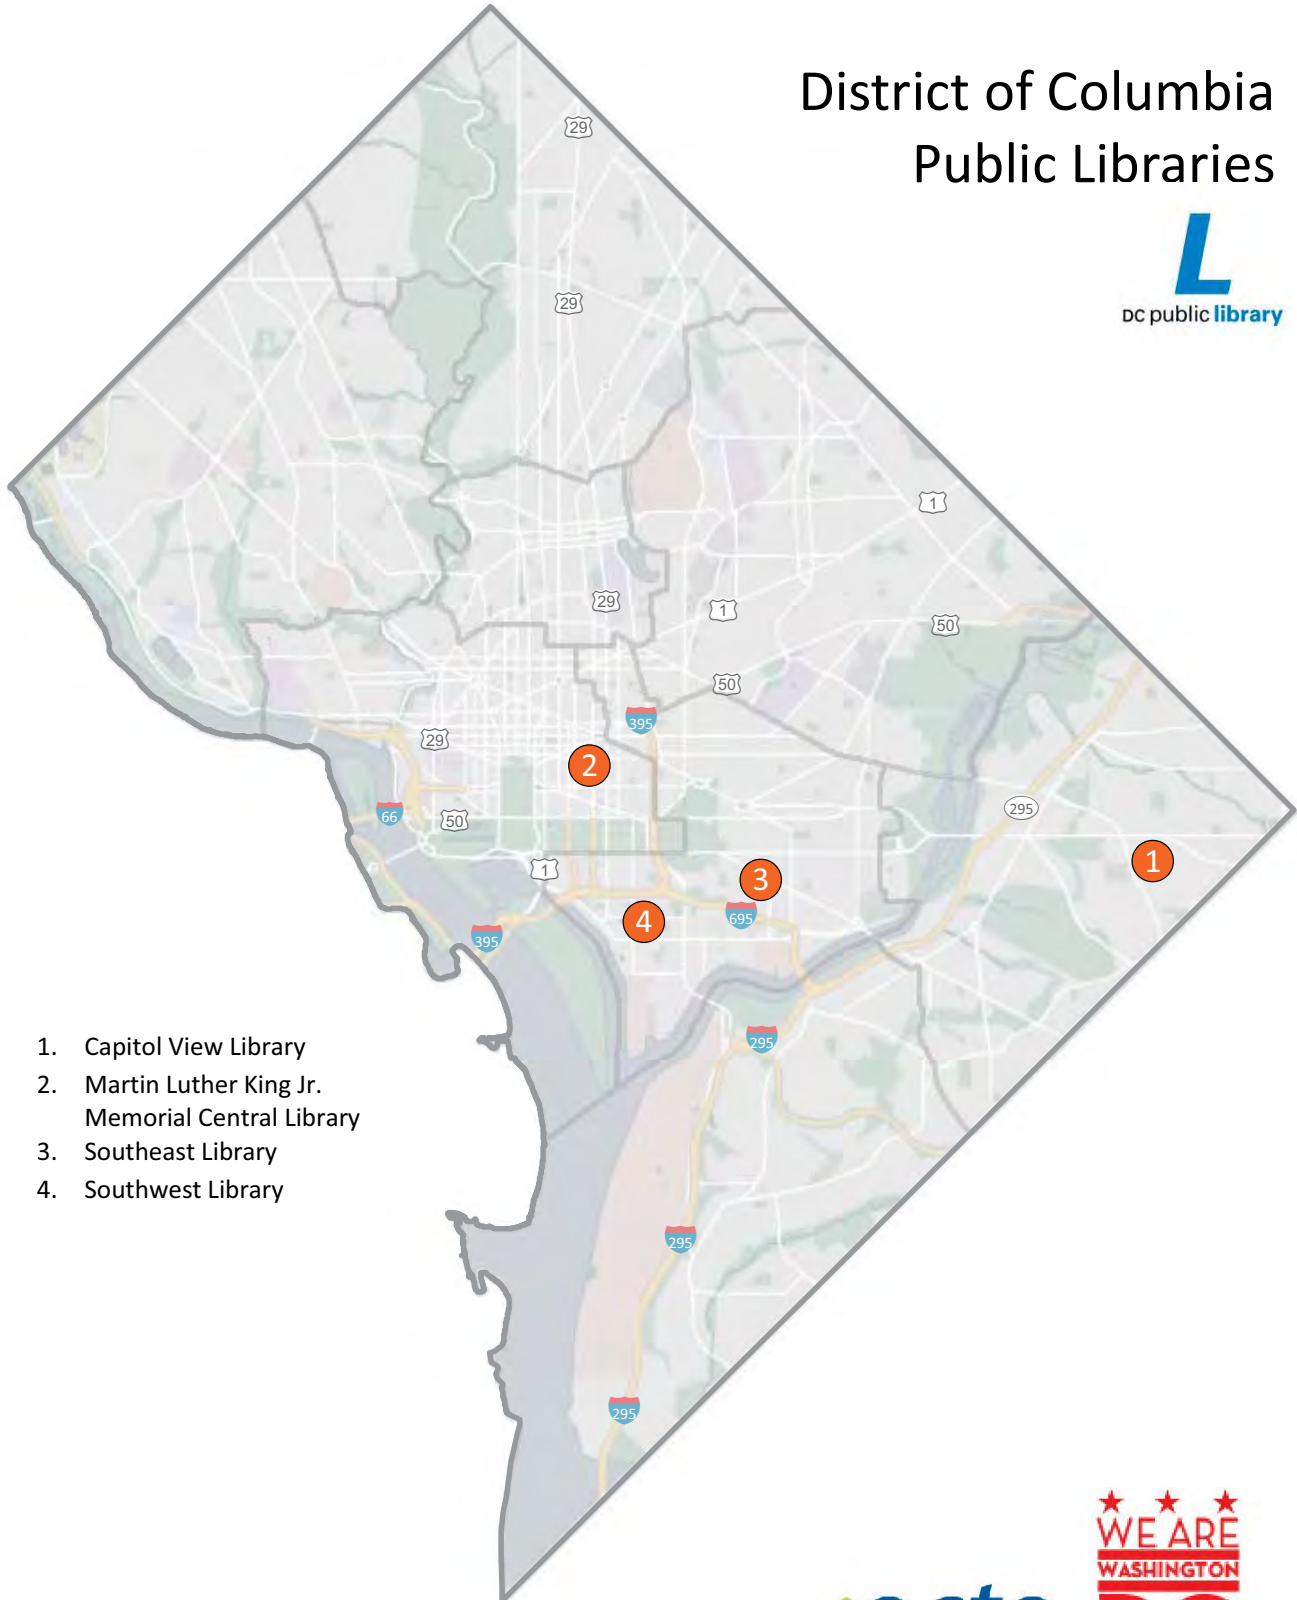 District of Columbia
Public Libraries
L
DC public library
29
29
1
29
1
50
50
395
29
2
295
66
50
1
1
3
4
695
395
295
1. Capitol View Library
2. Martin Luther King Jr.
Memorial Central Library
3. Southeast Library
4. Southwest Library
295
295
WE ARE
WASHINGTON